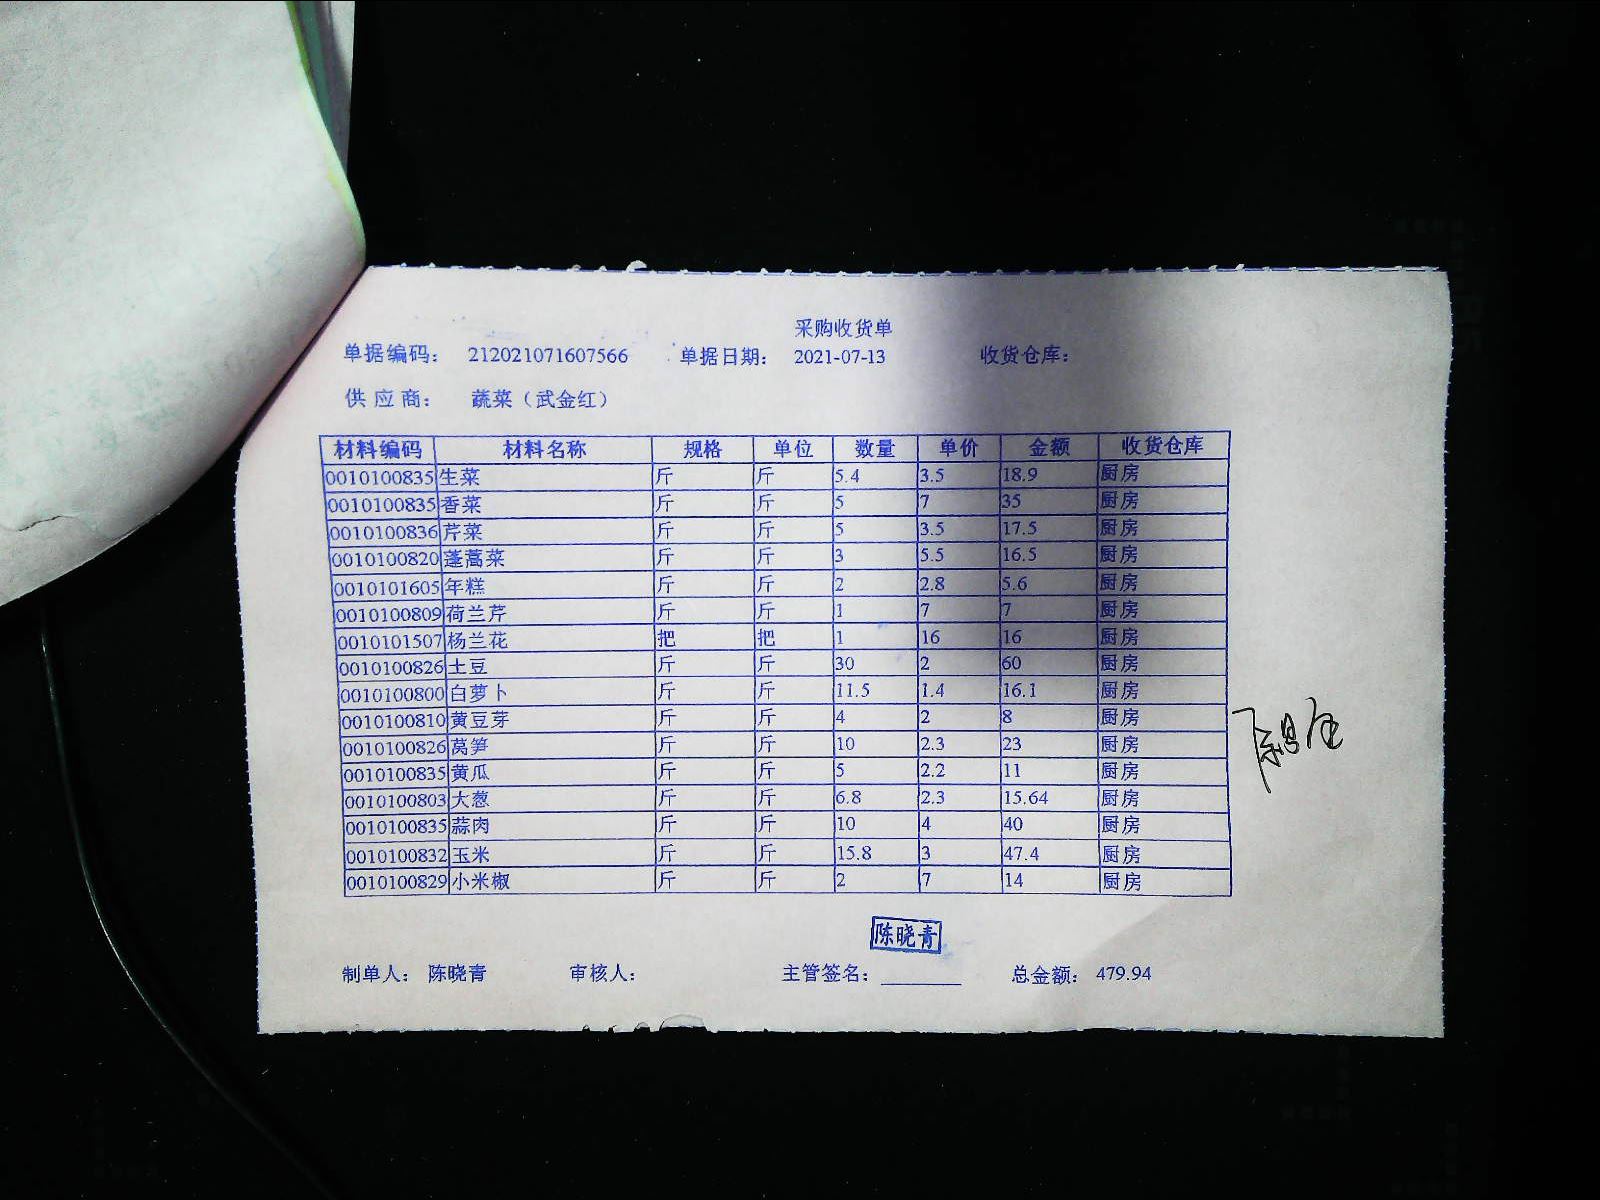 采购收货单
单据编码： 212021071607566 单据日期： 2021-07-13 收货仓库：
供 应 商： 蔬菜（武金红）
材料编码 材料名称 规格 单位 数量 单价 金额 收货仓库
0010100835 生菜 斤 斤 5.4 3.5 18.9 厨房
0010100835 香菜 斤 斤 5 7 35 厨房
0010100836 芹菜 斤 斤 5 3.5 17.5 厨房
0010100820 蓬蒿菜 斤 斤 3 5.5 16.5 厨房
0010101605 年糕 斤 斤 2 2.8 5.6 厨房
0010100809 荷兰芹 斤 斤 1 7 7 厨房
0010101507 杨兰花 把 把 1 16 16 厨房
0010100826 土豆 斤 斤 30 2 60 厨房
0010100800 白萝卜 斤 斤 11.5 1.4 16.1 厨房
0010100810 黄豆芽 斤 斤 4 2 8 厨房
0010100826 莴笋 斤 斤 10 2.3 23 厨房
0010100835 黄瓜 斤 斤 5 2.2 11 厨房
0010100803 大葱 斤 斤 6.8 2.3 15.64 厨房
0010100835 蒜肉 斤 斤 10 4 40 厨房
0010100832 玉米 斤 斤 15.8 3 47.4 厨房
0010100829 小米椒 斤 斤 2 7 14 厨房
陈晓青
制单人： 陈晓青 审核人： 主管签名： 总金额： 479.94